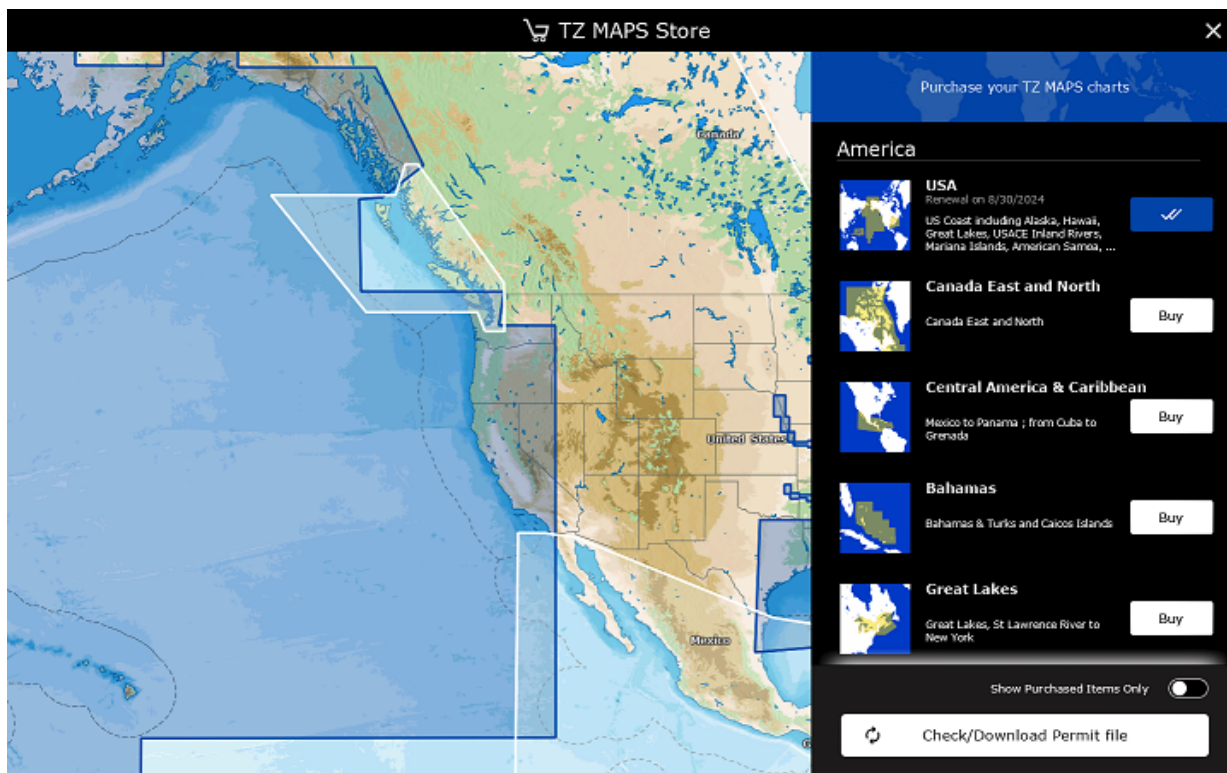 TZ MAPS Store
Purchase your TZ MAPS charts
America
USA
Renewal on 8/30/2024
US Coast including Alaska, Hawaii,
Great Lakes, USACE Inland Rivers,
Mariana Islands, American Samoa, ...
Canada East and North
Canada East and North
Buy
Central America & Caribbean
Mexico to Panama ; from Cuba to
Grenada
Buy
Bahamas
Bahamas & Turks and Caicos Islands
Buy
Great Lakes
Great Lakes, St Lawrence River to
New York
Buy
Show Purchased Items Only
Check/Download Permit file
Canada
United States
Mexico